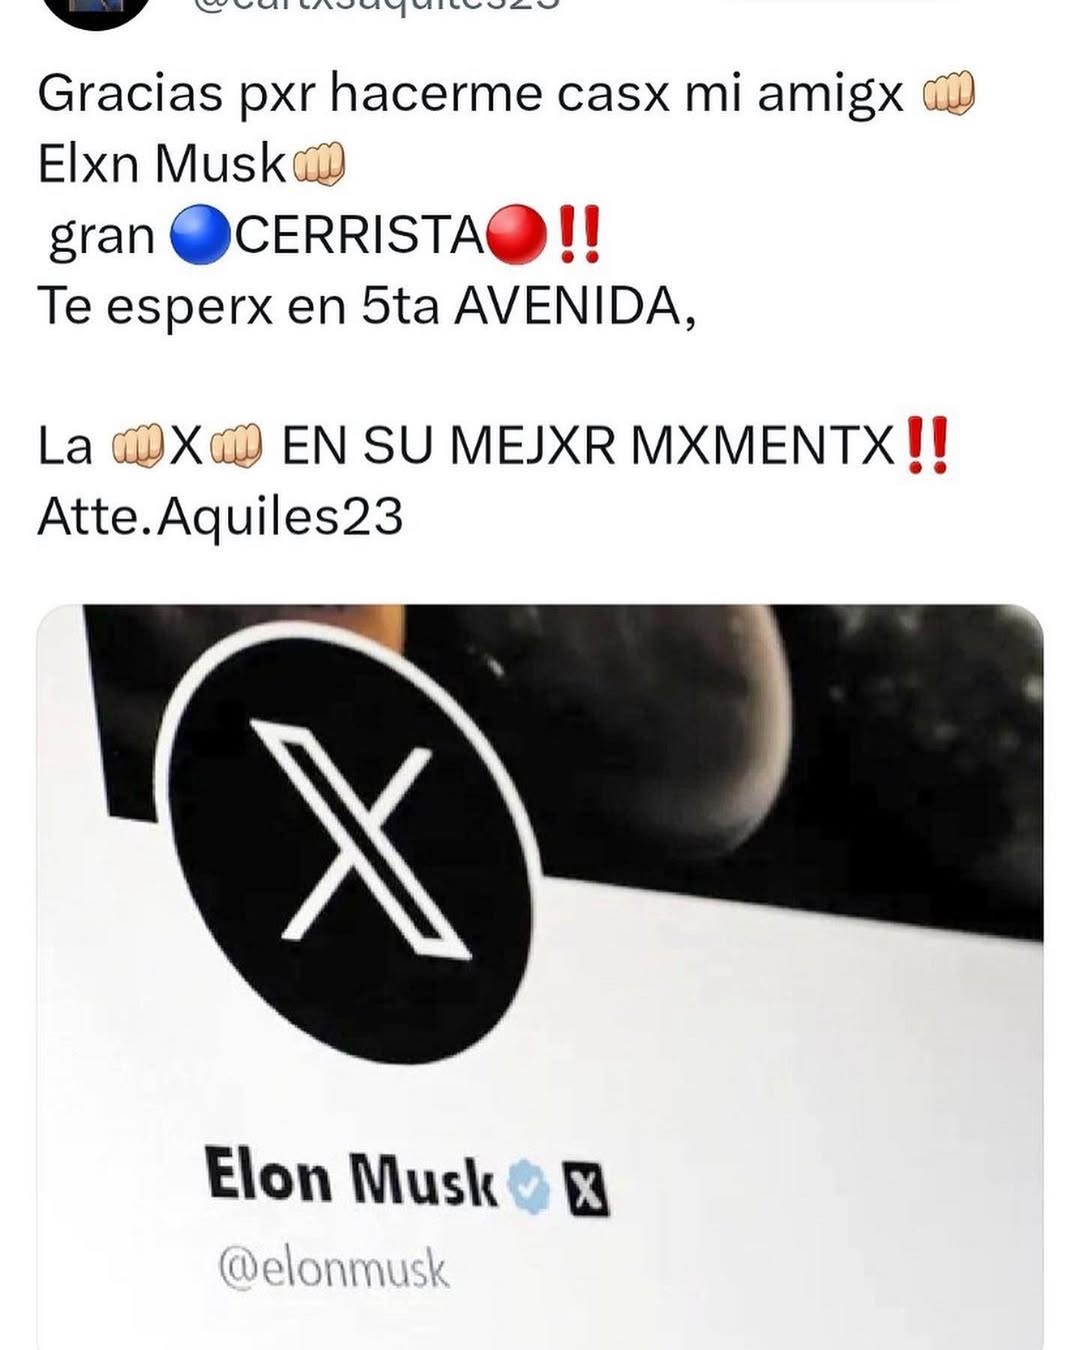 @cartxsaquiles23
Gracias pxr hacerme casx mi amigx 👊🏻
Elxn Musk👊🏻
gran 🔵CERRISTA🔴‼️
Te esperx en 5ta AVENIDA,
La 👊🏻X👊🏻 EN SU MEJXR MXMENTX‼️
Atte.Aquiles23
X
Elon Musk X
@elonmusk